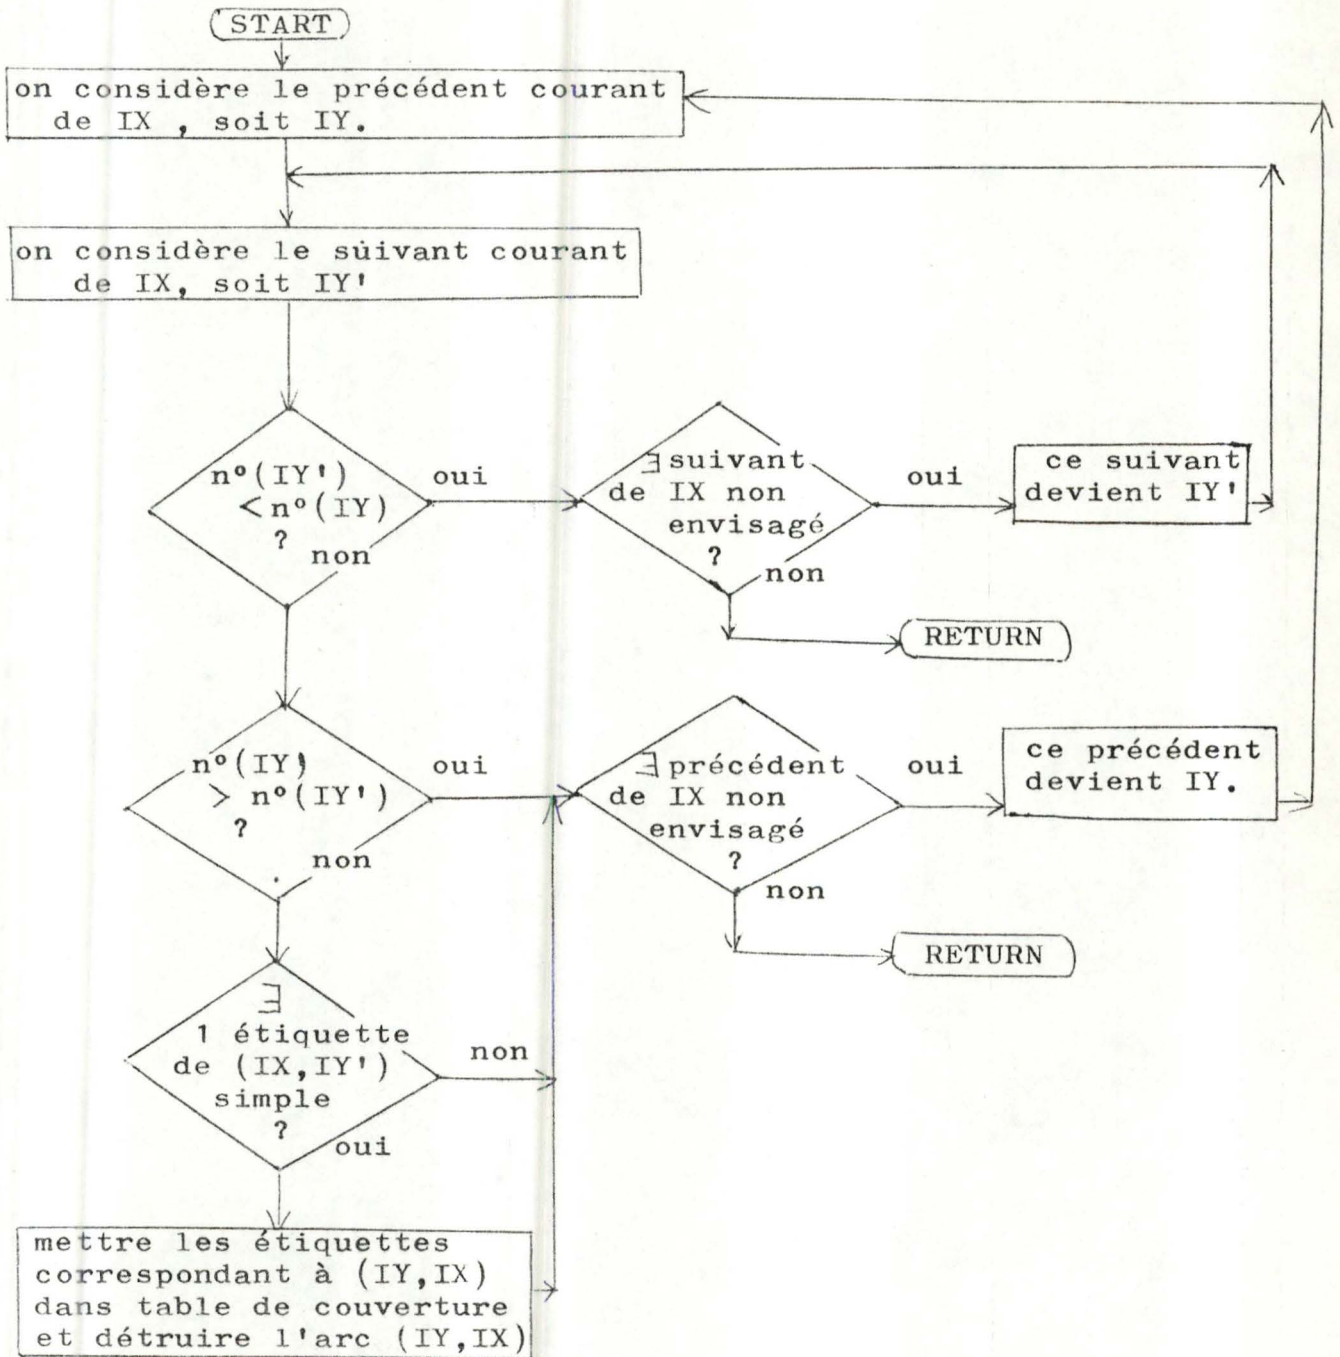 START
on considère le précédent courant
de IX , soit IY.
on considère le suivant courant
de IX, soit IY'
n°(IY')
<n°(IY)
?
non
oui
∃ suivant
de IX non
envisagé
?
non
oui
ce suivant
devient IY'
RETURN
n°(IY)
> n°(IY')
?
non
oui
∃ précédent
de IX non
envisagé
?
non
oui
ce précédent
devient IY.
RETURN
∃
1 étiquette
de (IX,IY')
simple
?
oui
non
mettre les étiquettes
correspondant à (IY,IX)
dans table de couverture
et détruire l'arc (IY,IX)